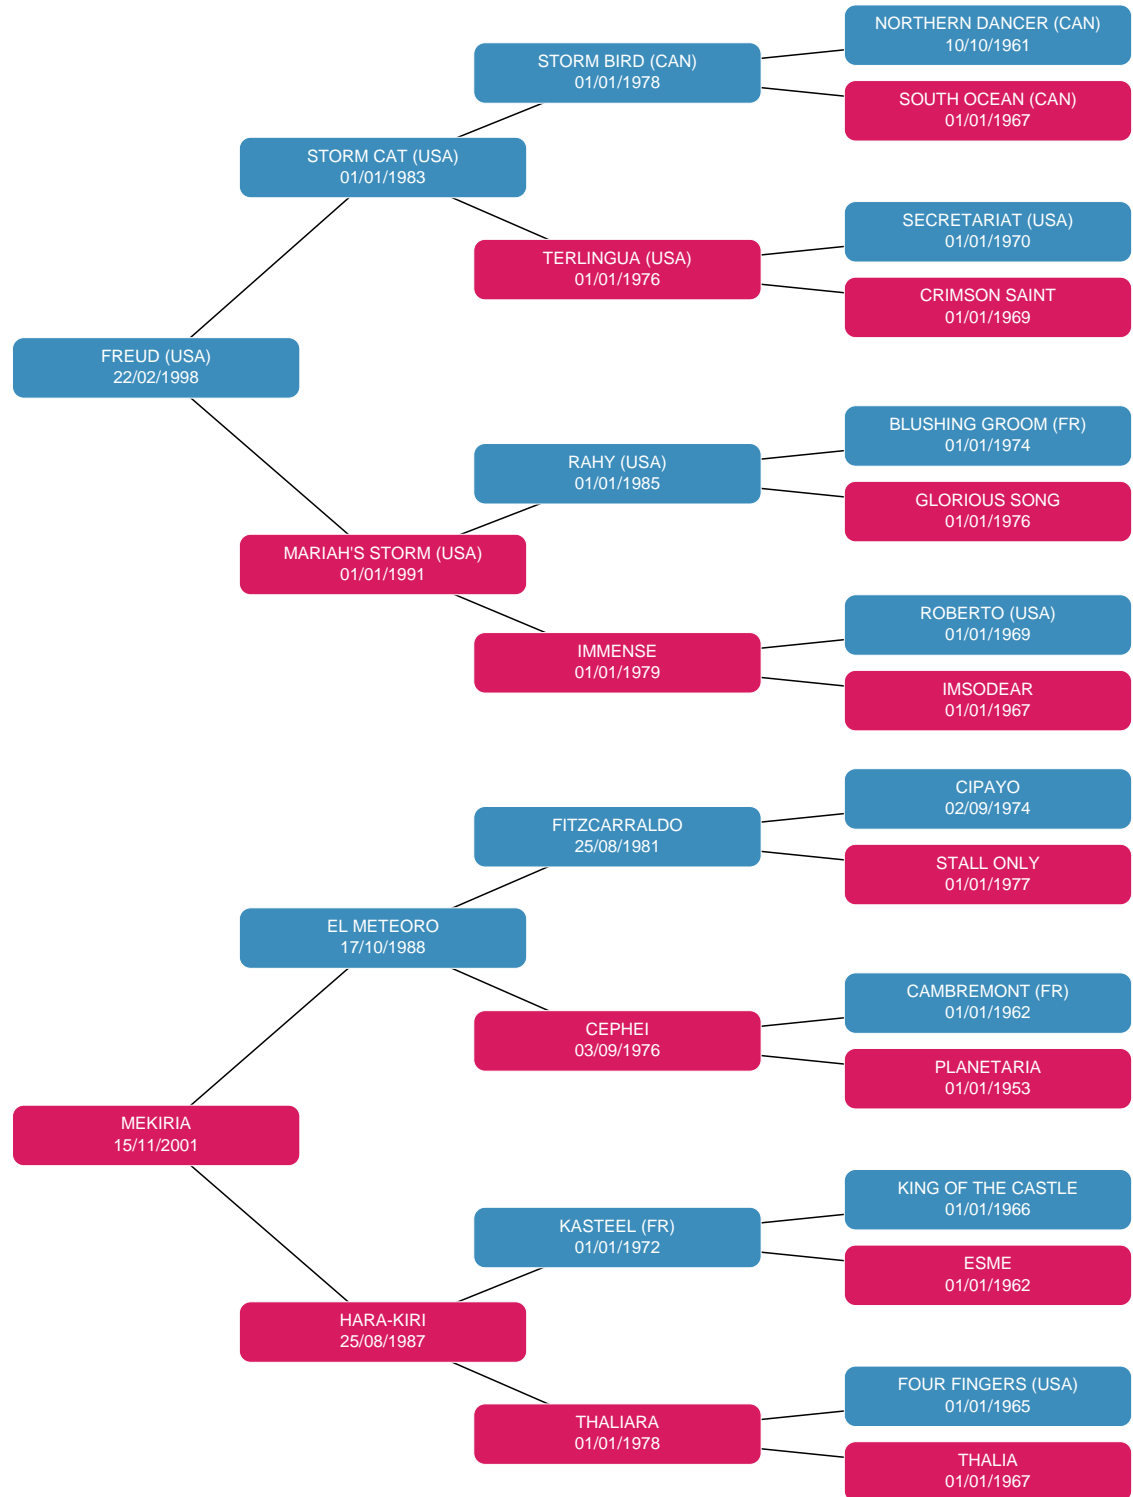 NORTHERN DANCER (CAN)
10/10/1961
STORM BIRD (CAN)
01/01/1978
SOUTH OCEAN (CAN)
01/01/1967
STORM CAT (USA)
01/01/1983
SECRETARIAT (USA)
01/01/1970
TERLINGUA (USA)
01/01/1976
CRIMSON SAINT
01/01/1969
FREUD (USA)
22/02/1998
BLUSHING GROOM (FR)
01/01/1974
RAHY (USA)
01/01/1985
GLORIOUS SONG
01/01/1976
MARIAH'S STORM (USA)
01/01/1991
ROBERTO (USA)
01/01/1969
IMMENSE
01/01/1979
IMSODEAR
01/01/1967
CIPAYO
02/09/1974
FITZCARRALDO
25/08/1981
STALL ONLY
01/01/1977
EL METEORO
17/10/1988
CAMBREMONT (FR)
01/01/1962
CEPHEI
03/09/1976
PLANETARIA
01/01/1953
MEKIRIA
15/11/2001
KING OF THE CASTLE
01/01/1966
KASTEEL (FR)
01/01/1972
ESME
01/01/1962
HARA-KIRI
25/08/1987
FOUR FINGERS (USA)
01/01/1965
THALIARA
01/01/1978
THALIA
01/01/1967